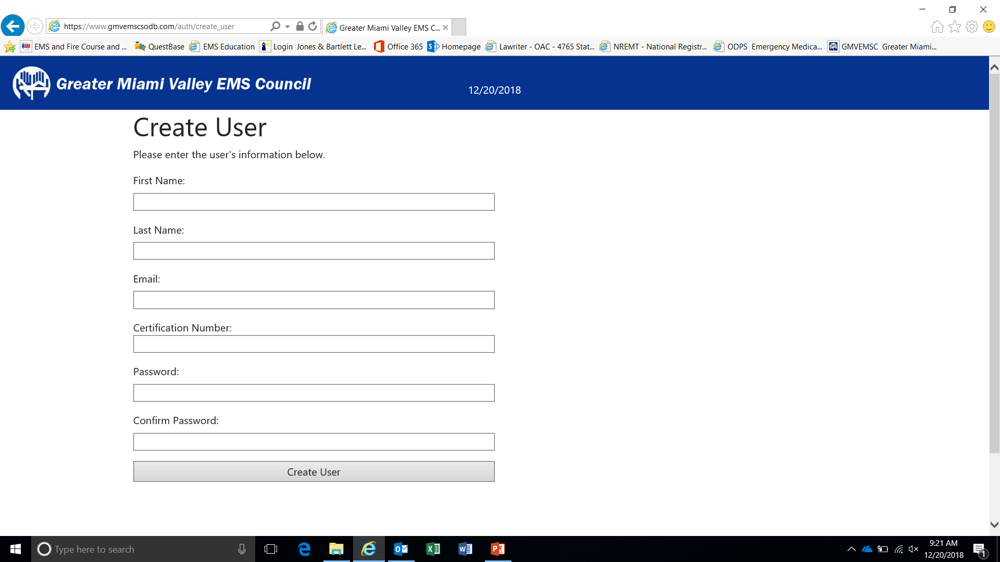 https://www.gmvemscsodb.com/auth/create_user
Greater Miami Valley EMS C...
EMS and Fire Course and ...
QuestBase
EMS Education
Login Jones & Bartlett Le...
Office 365
Homepage
Lawriter - OAC - 4765 Stat...
NREMT - National Registr...
ODPS Emergency Medica...
GMVEMSC Greater Miami...
Greater Miami Valley EMS Council
12/20/2018
Create User
Please enter the user's information below.
First Name:
Last Name:
Email:
Certification Number:
Password:
Confirm Password:
Create User
Type here to search
9:21 AM
12/20/2018
1